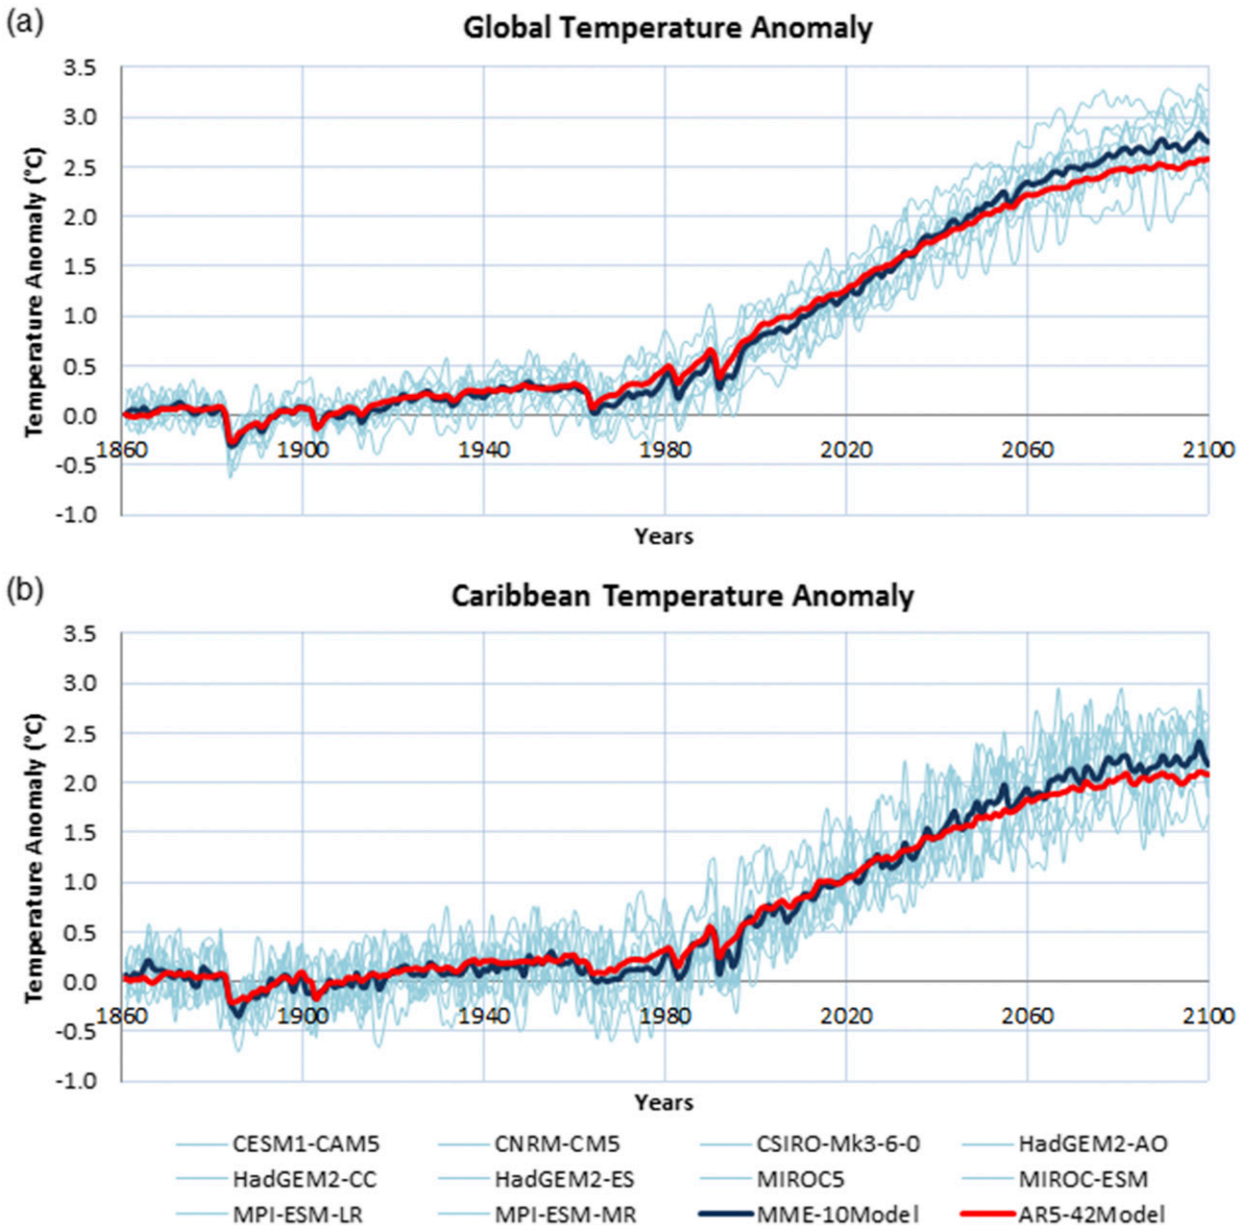 (a)
Global Temperature Anomaly
Temperature Anomaly (°C)
3.5
3.0
2.5
2.0
1.5
1.0
0.5
0.0
-0.5
-1.0
1860 1900 1940 1980 2020 2060 2100
Years
(b)
Caribbean Temperature Anomaly
Temperature Anomaly (°C)
3.5
3.0
2.5
2.0
1.5
1.0
0.5
0.0
-0.5
-1.0
1860 1900 1940 1980 2020 2060 2100
Years
CESM1-CAM5 CNRM-CM5 CSIRO-Mk3-6-0 HadGEM2-AO
HadGEM2-CC HadGEM2-ES MIROC5 MIROC-ESM
MPI-ESM-LR MPI-ESM-MR MME-10Model AR5-42Model